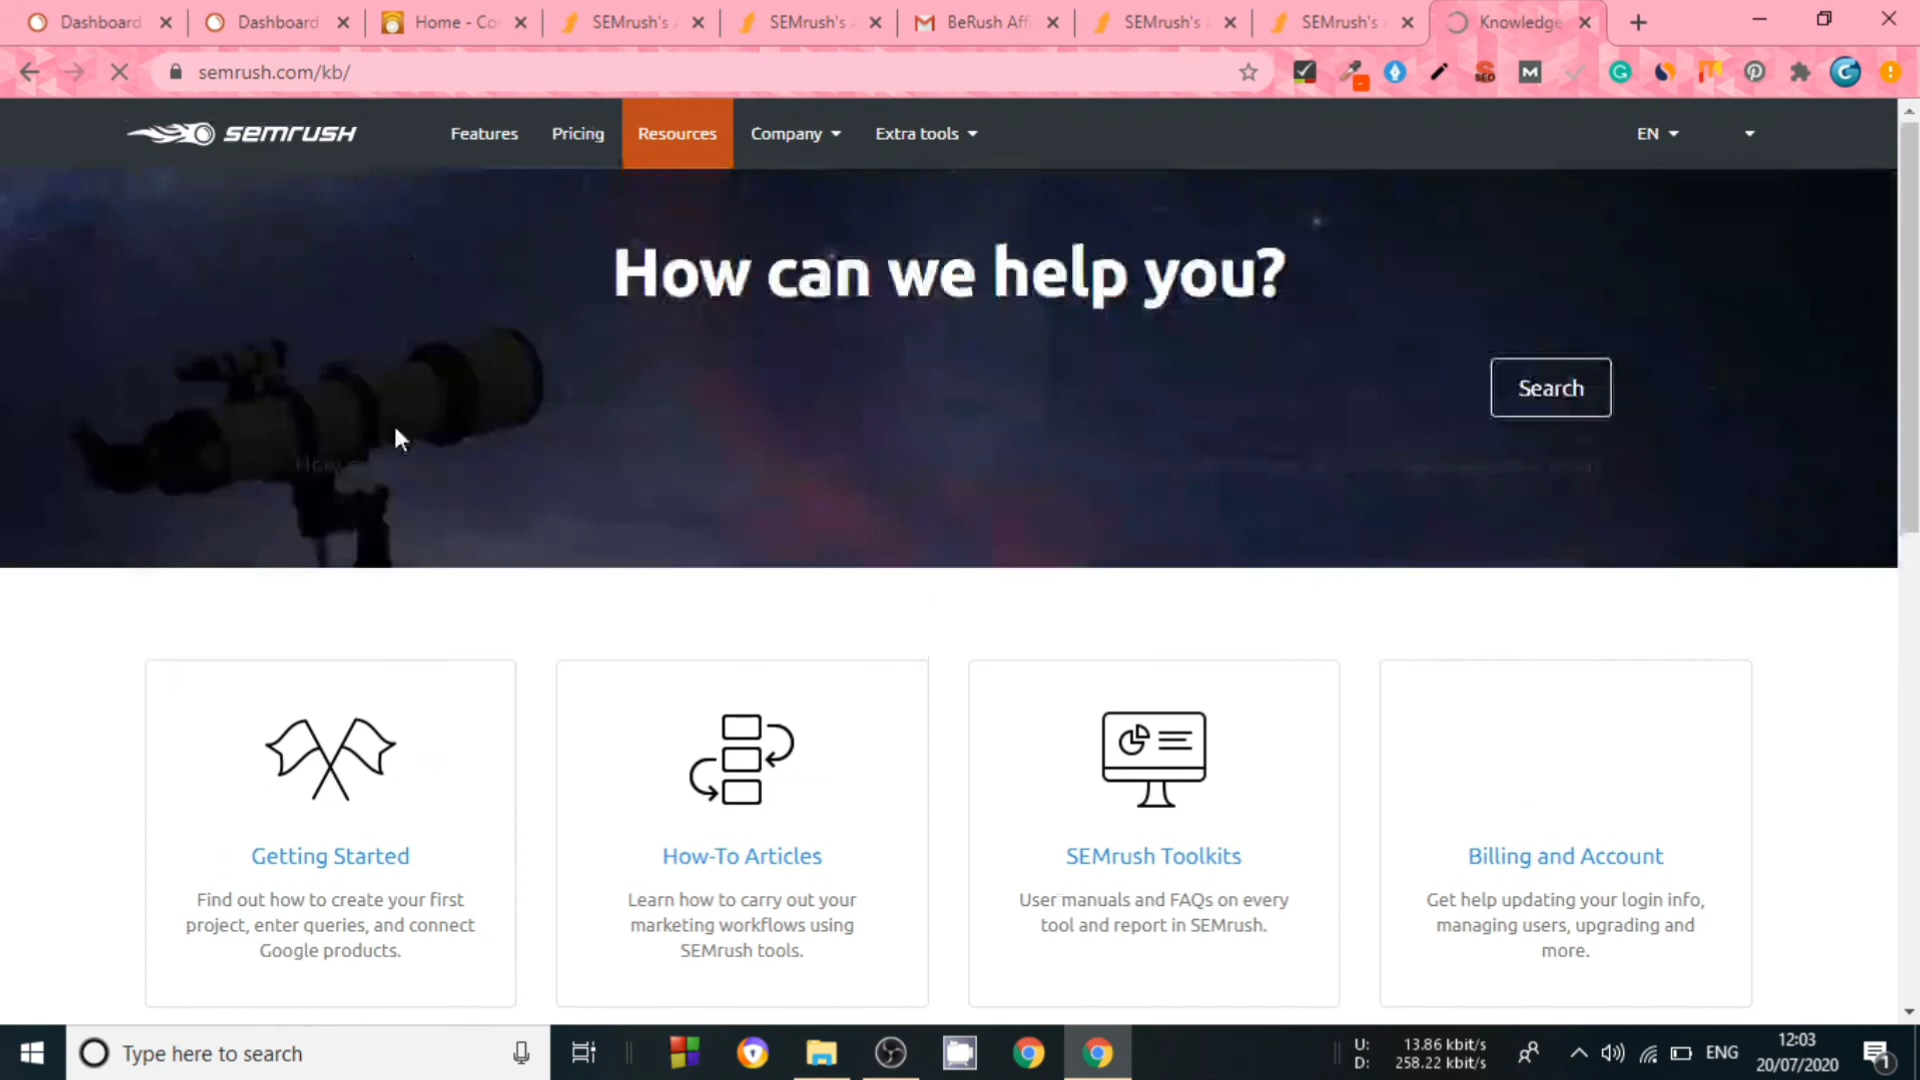 Dashboard
Dashboard
Home - Co
SEMrush's
SEMrush's
BeRush Aff
SEMrush's
SEMrush's
Knowledge
semrush.com/kb/
SEMRUSH
Features
Pricing
Resources
Company
Extra tools
EN
How can we help you?
Search
Getting Started
Find out how to create your first
project, enter queries, and connect
Google products.
How-To Articles
Learn how to carry out your
marketing workflows using
SEMrush tools.
SEMrush Toolkits
User manuals and FAQs on every
tool and report in SEMrush.
Billing and Account
Get help updating your login info,
managing users, upgrading and
more.
Type here to search
U: 13.86 kbit/s
D: 258.22 kbit/s
ENG
12:03
20/07/2020
1